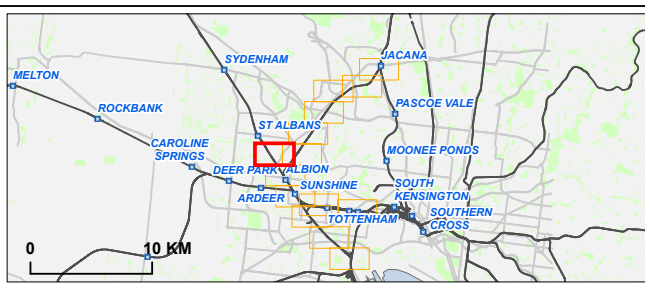 JACANA
SYDENHAM
MELTON
ROCKBANK
PASCOE VALE
ST ALBANS
CAROLINE
SPRINGS
MOONEE PONDS
DEER PARK
ALBION
SUNSHINE
SOUTH
KENSINGTON
ARDEER
TOTTENHAM
SOUTHERN
CROSS
0 10 KM